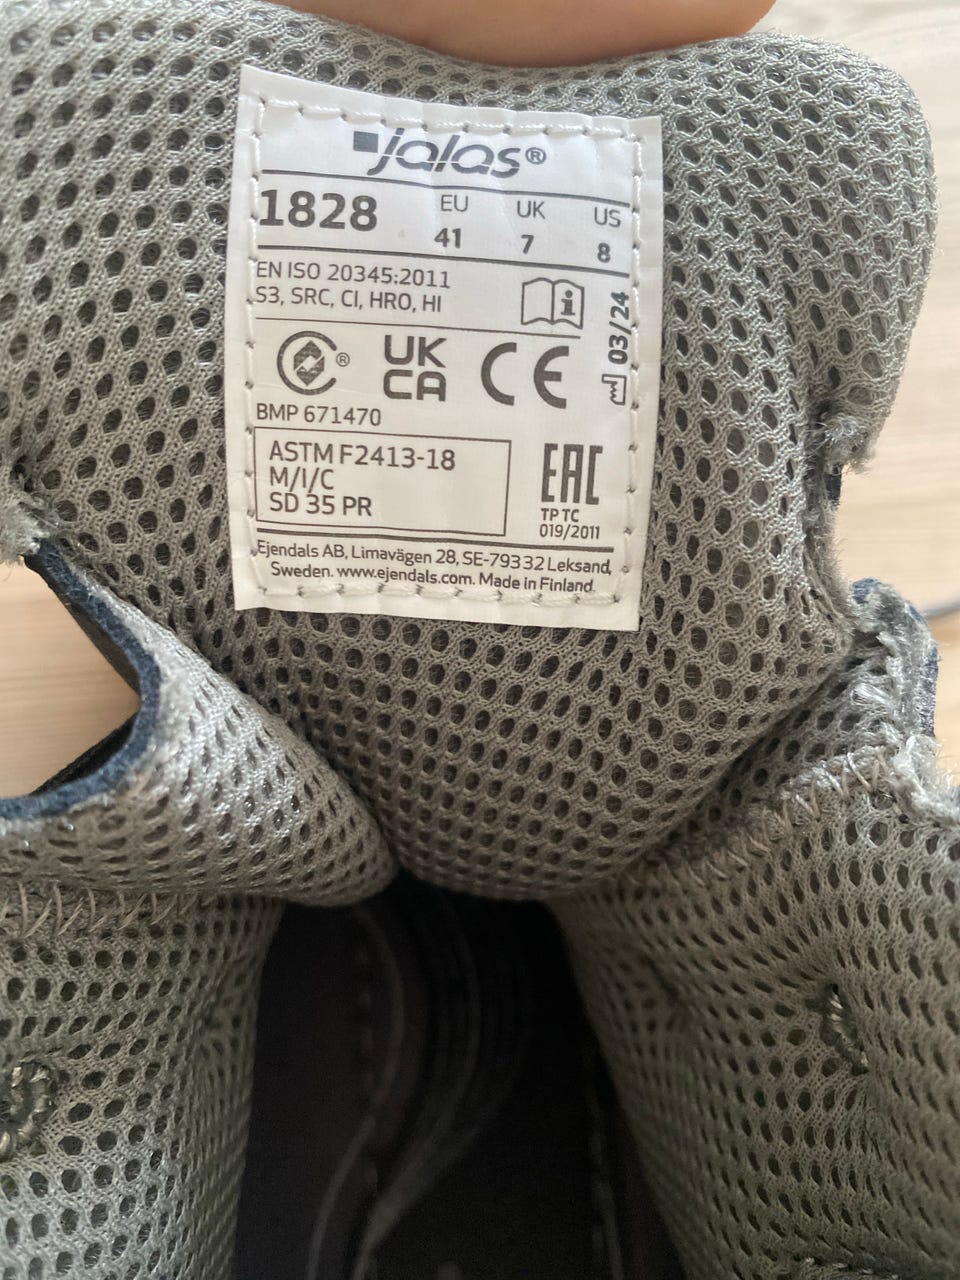 jalas®
1828 EU 41 UK 7 US 8
EN ISO 20345:2011
S3, SRC, CI, HRO, HI
03/24
® UK CA CE
BMP 671470
ASTM F2413-18
M/I/C
SD 35 PR
EAC
TP TC
019/2011
Ejendals AB, Limavägen 28, SE-79332 Leksand,
Sweden. www.ejendals.com. Made in Finland